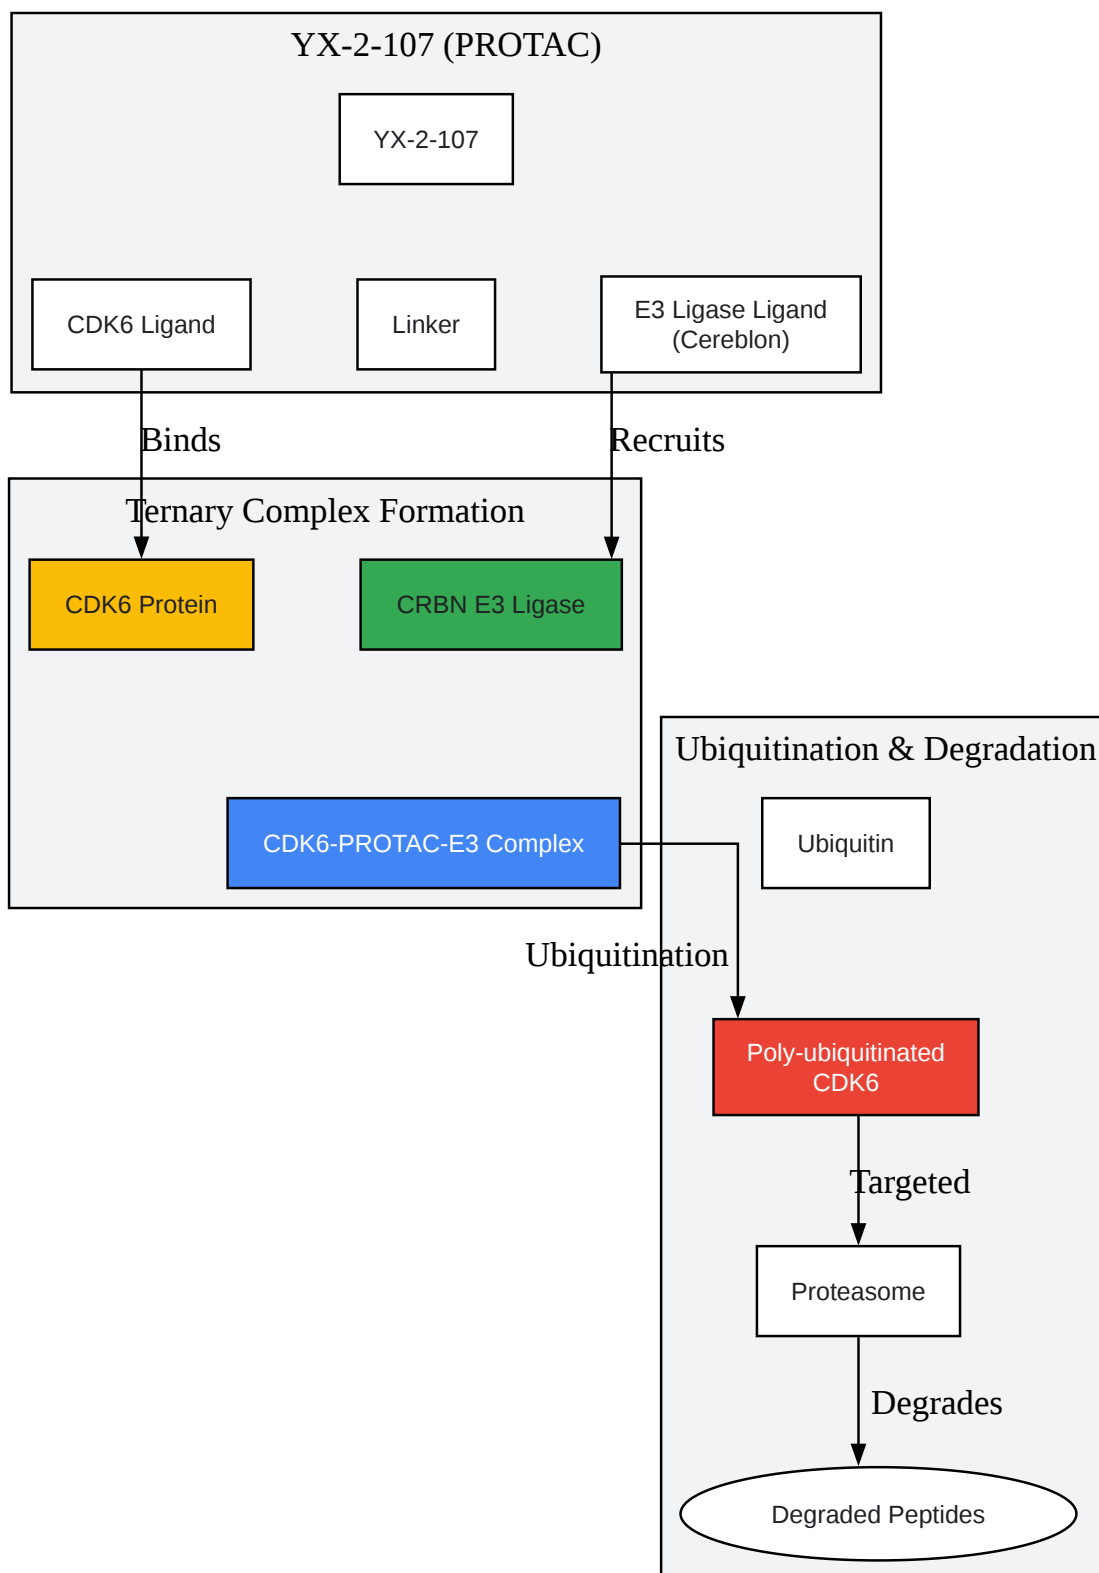 YX-2-107 (PROTAC)
YX-2-107
CDK6 Ligand
Linker
E3 Ligase Ligand
(Cereblon)
Binds
Recruits
Ternary Complex Formation
CDK6 Protein
CRBN E3 Ligase
CDK6-PROTAC-E3 Complex
Ubiquitination & Degradation
Ubiquitin
Ubiquitination
Poly-ubiquitinated
CDK6
Targeted
Proteasome
Degrades
Degraded Peptides